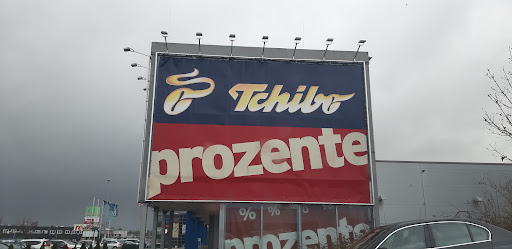 Tchibo
prozente
% % %
prozente